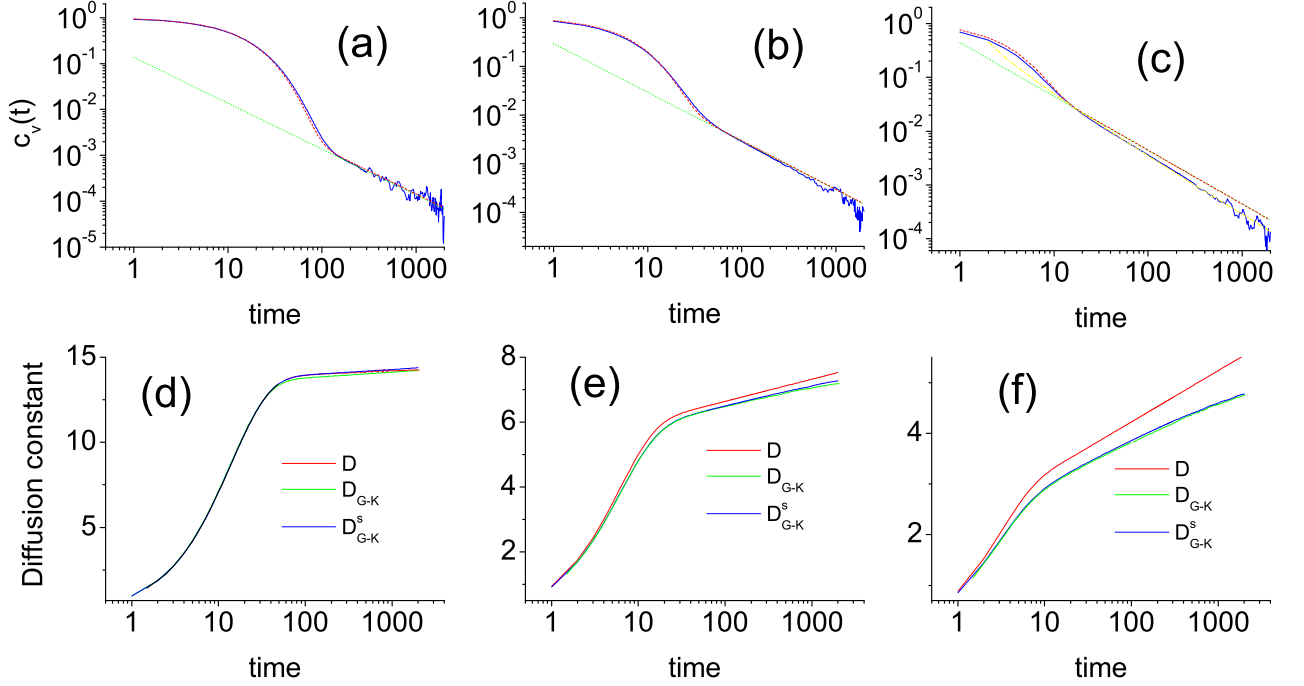 (a)
c_v(t)
10^0
10^-1
10^-2
10^-3
10^-4
10^-5
1 10 100 1000
time
(b)
10^0
10^-1
10^-2
10^-3
10^-4
1 10 100 1000
time
(c)
10^0
10^-1
10^-2
10^-3
10^-4
1 10 100 1000
time
(d)
Diffusion constant
15
10
5
D
D_G-K
D^s_G-K
1 10 100 1000
time
(e)
8
6
4
2
D
D_G-K
D^s_G-K
1 10 100 1000
time
(f)
4
2
D
D_G-K
D^s_G-K
1 10 100 1000
time